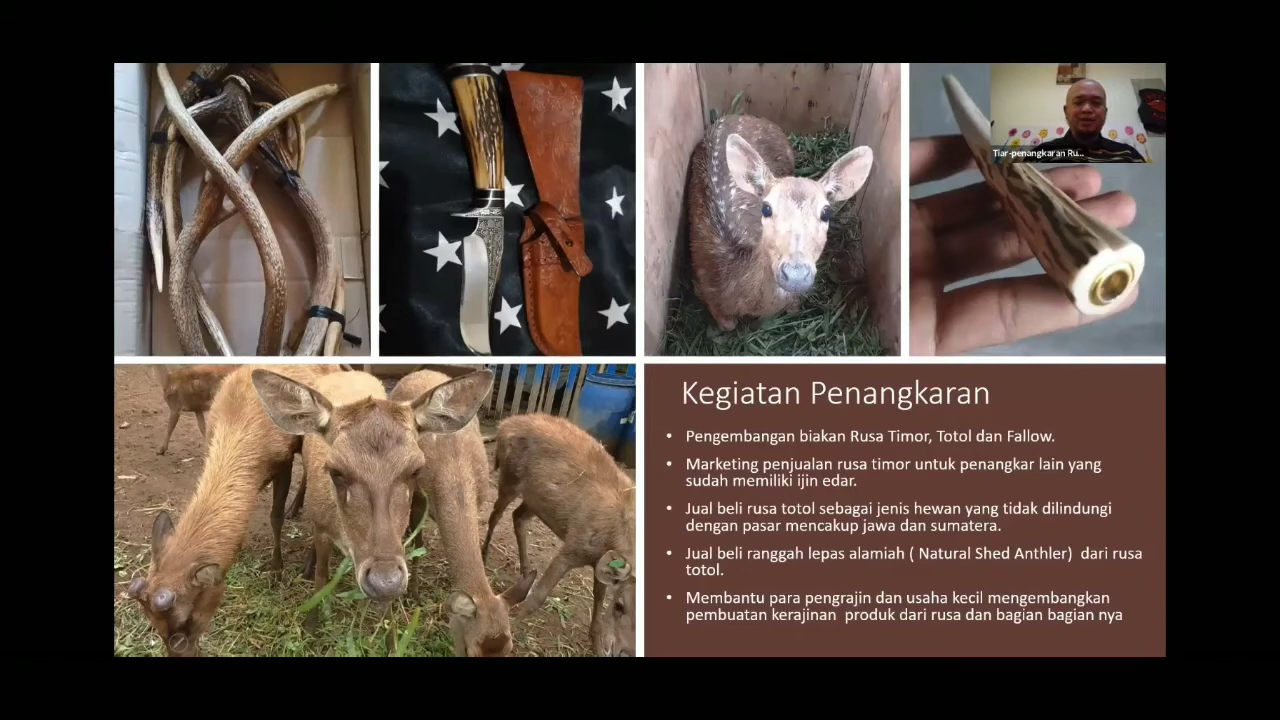 Tiar-penangkaran Ru...
Kegiatan Penangkaran
• Pengembangan biakan Rusa Timor, Totol dan Fallow.
• Marketing penjualan rusa timor untuk penangkar lain yang
sudah memiliki ijin edar.
• Jual beli rusa totol sebagai jenis hewan yang tidak dilindungi
dengan pasar mencakup jawa dan sumatera.
• Jual beli ranggah lepas alamiah ( Natural Shed Anthler) dari rusa
totol.
• Membantu para pengrajin dan usaha kecil mengembangkan
pembuatan kerajinan produk dari rusa dan bagian bagian nya